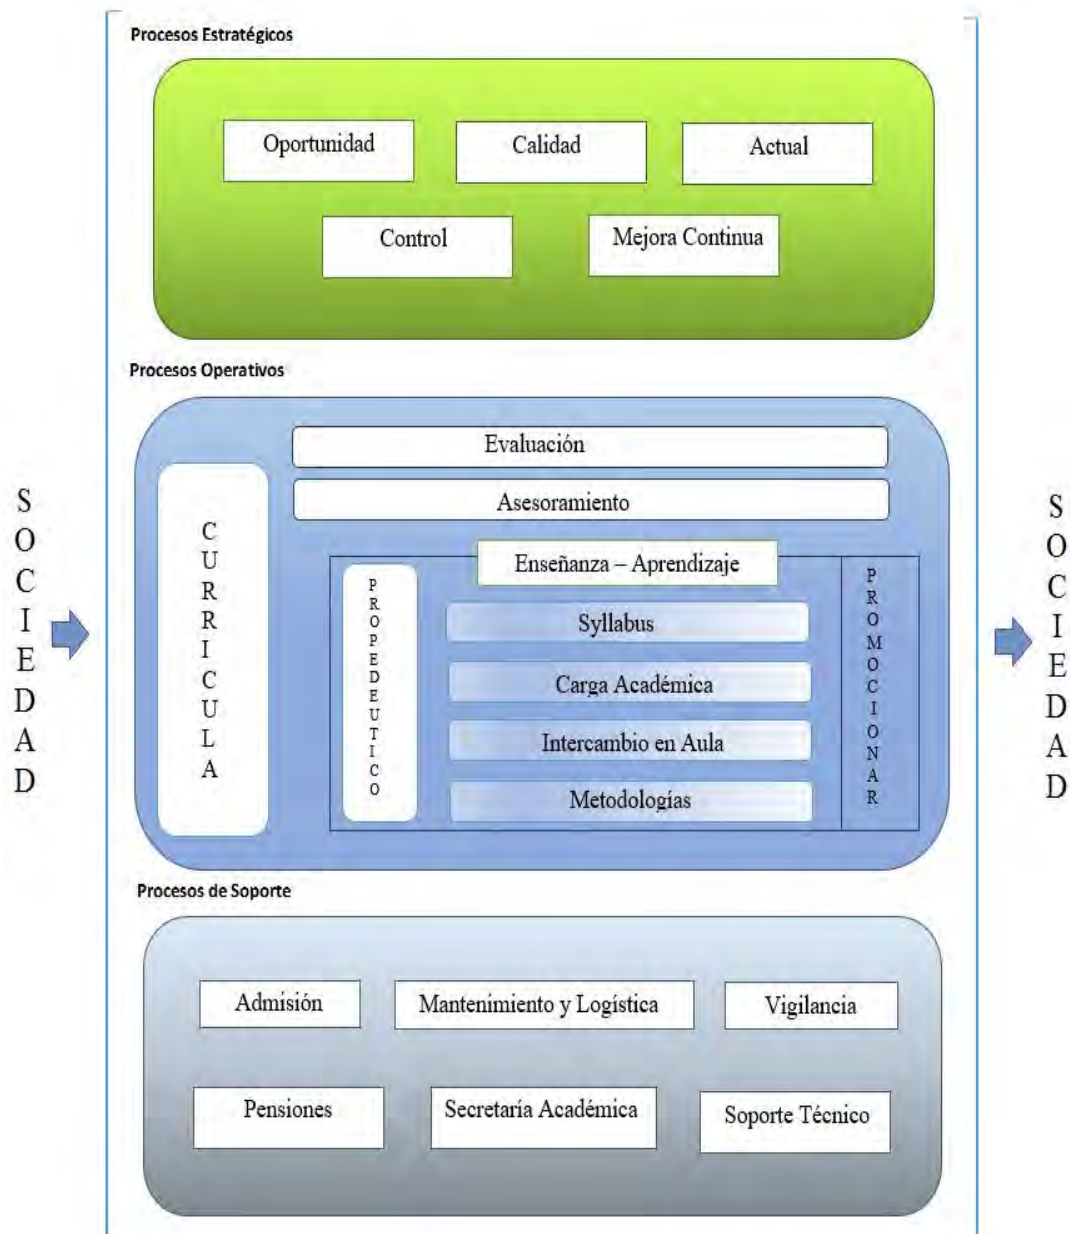 Procesos Estratégicos
Oportunidad
Calidad
Actual
Control
Mejora Continua
Procesos Operativos
SOCIEDAD
CURRICULA
Evaluación
Asesoramiento
Enseñanza – Aprendizaje
PROPEDEUTICO
Syllabus
Carga Académica
Intercambio en Aula
Metodologías
PROMOCIONAR
SOCIEDAD
Procesos de Soporte
Admisión
Mantenimiento y Logística
Vigilancia
Pensiones
Secretaría Académica
Soporte Técnico